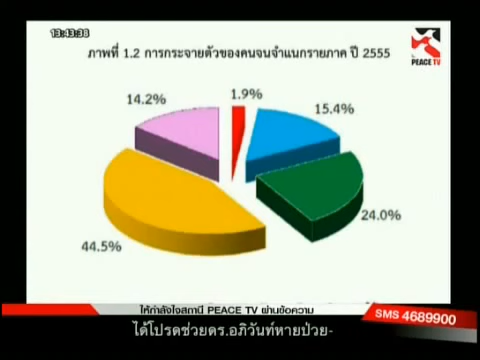 13:43:38
PEACE TV
ภาพที่ 1.2 การกระจายตัวของคนจนจำแนกรายภาค ปี 2555
14.2%
1.9%
15.4%
44.5%
24.0%
ให้กำลังใจสถานี PEACE TV ผ่านข้อความ
SMS 4689900
ได้โปรดช่วยดร.อภิวันท์หายป่วย-